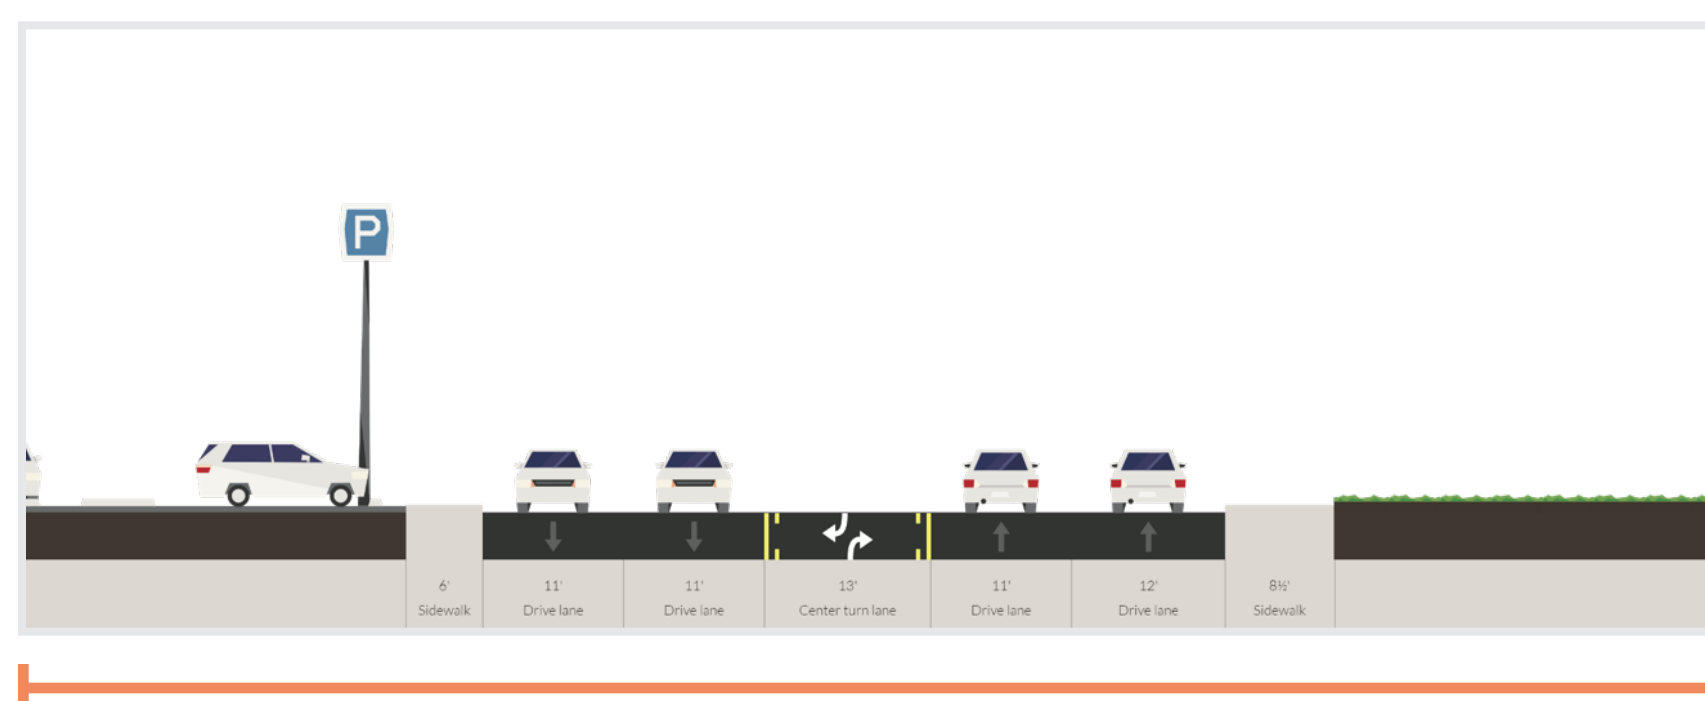 P
6'
Sidewalk
11'
Drive lane
11'
Drive lane
13'
Center turn lane
11'
Drive lane
12'
Drive lane
8½'
Sidewalk